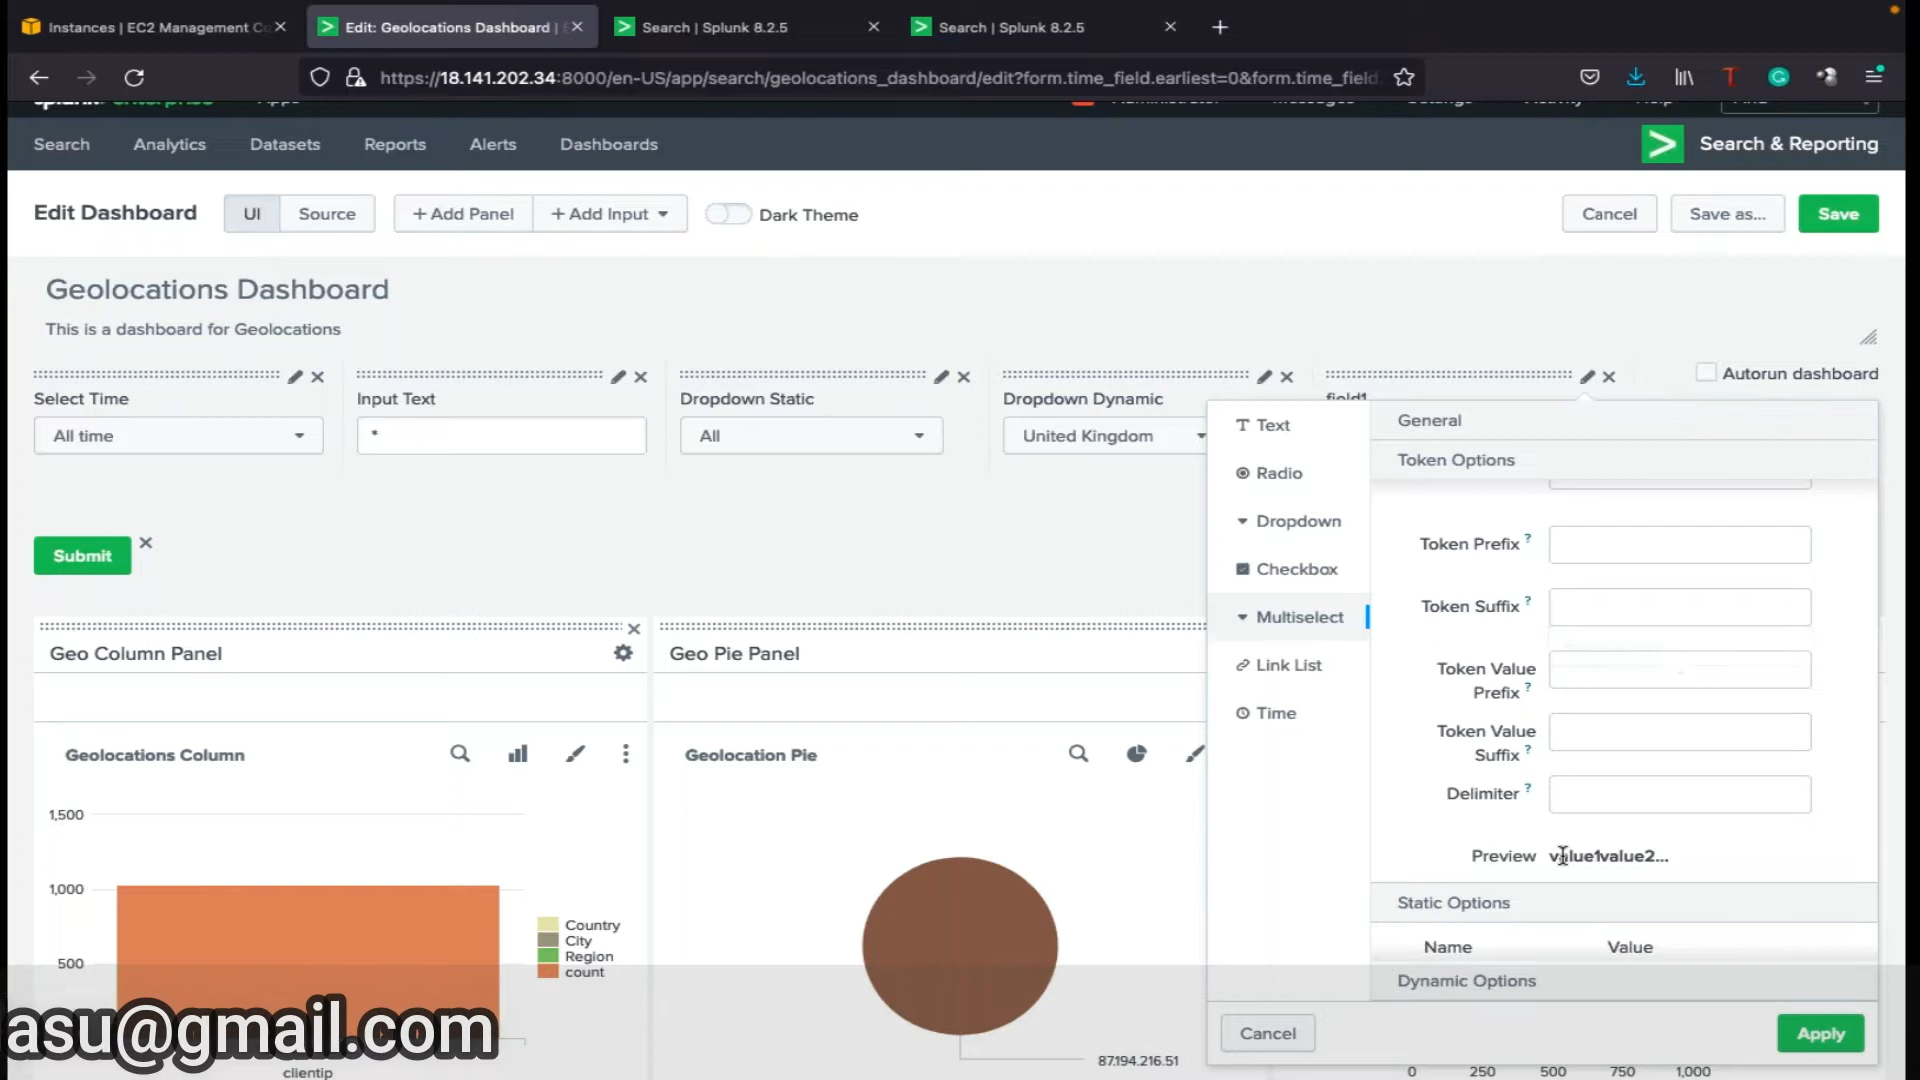 Instances | EC2 Management Co
Edit: Geolocations Dashboard |
Search | Splunk 8.2.5
Search | Splunk 8.2.5
https://18.141.202.34:8000/en-US/app/search/geolocations_dashboard/edit?form.time_field.earliest=0&form.time_field.
Search
Analytics
Datasets
Reports
Alerts
Dashboards
Search & Reporting
Edit Dashboard
UI
Source
+ Add Panel
+ Add Input
Dark Theme
Cancel
Save as...
Save
Geolocations Dashboard
This is a dashboard for Geolocations
Autorun dashboard
Select Time
Input Text
Dropdown Static
Dropdown Dynamic
field1
All time
*
All
United Kingdom
Submit
Text
Radio
Dropdown
Checkbox
Multiselect
Link List
Time
General
Token Options
Token Prefix ?
Token Suffix ?
Token Value
Prefix ?
Token Value
Suffix ?
Delimiter ?
Preview value1value2...
Static Options
Name Value
Dynamic Options
Cancel
Apply
Geo Column Panel
Geo Pie Panel
Geolocations Column
Geolocation Pie
1,500
1,000
500
Country
City
Region
count
clientip
87.194.216.51
0 250 500 750 1,000
asu@gmail.com